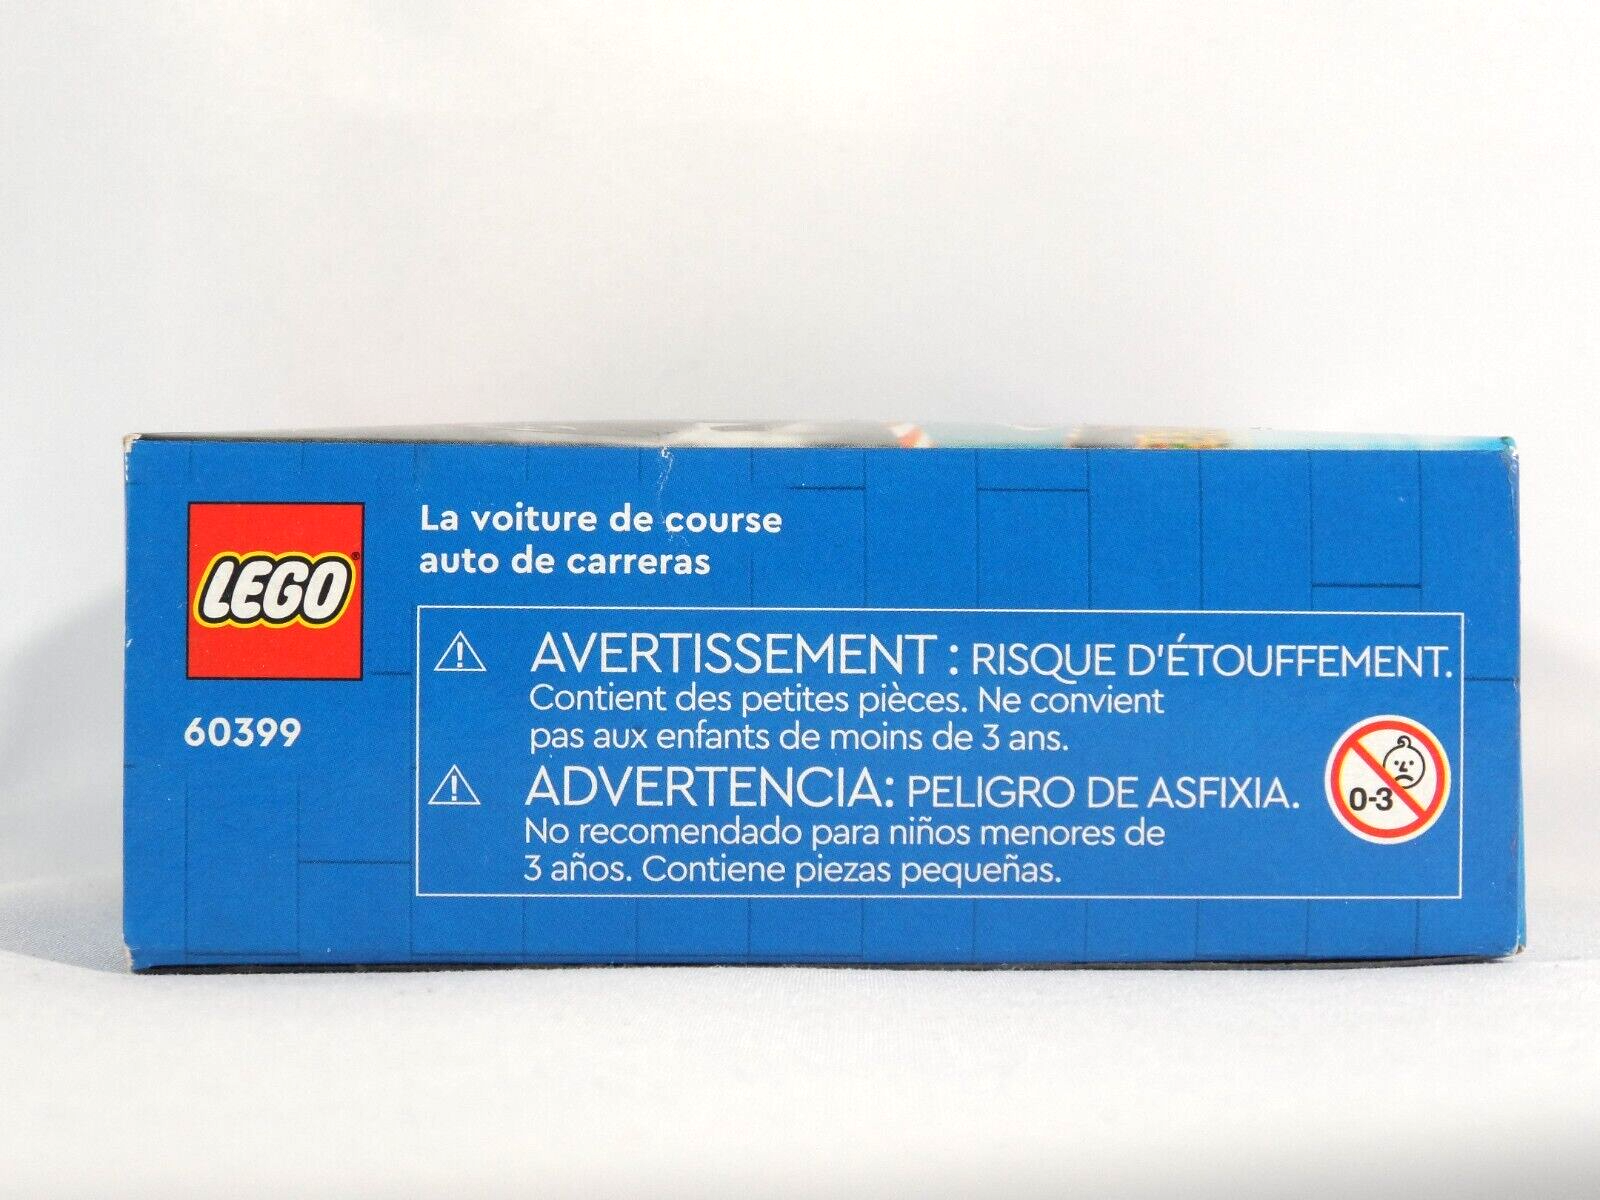 LEGO®
60399
La voiture de course
auto de carreras
AVERTISSEMENT : RISQUE D'ÉTOUFFEMENT.
Contient des petites pièces. Ne convient
pas aux enfants de moins de 3 ans.
ADVERTENCIA: PELIGRO DE ASFIXIA.
No recomendado para niños menores de
3 años. Contiene piezas pequeñas.
0-3